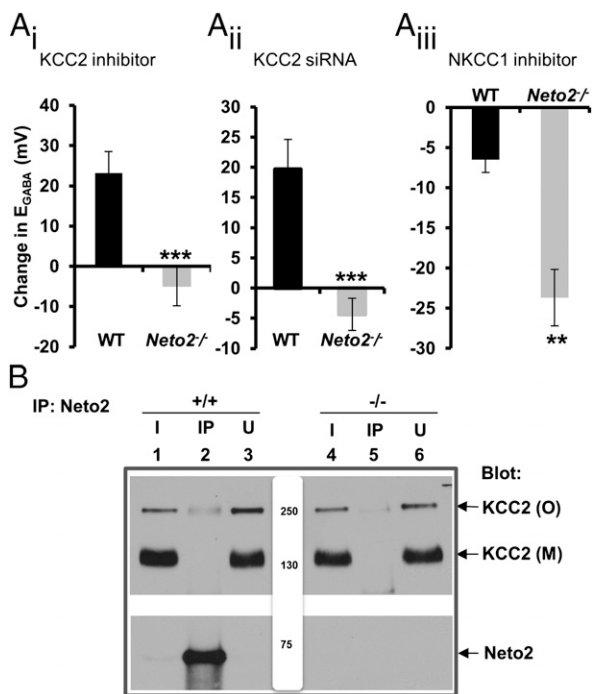 Ai
KCC2 inhibitor
Change in EGABA (mV)
40
30
20
10
0
-10
-20
***
WT Neto2-/-
Aii
KCC2 siRNA
30
25
20
15
10
5
0
-5
-10
***
WT Neto2-/-
Aiii
NKCC1 inhibitor
WT Neto2-/-
0
-5
-10
-15
-20
-25
-30
**
B
IP: Neto2
+/+ -/-
I IP U I IP U
1 2 3 4 5 6
Blot:
250 KCC2 (O)
130 KCC2 (M)
75 Neto2